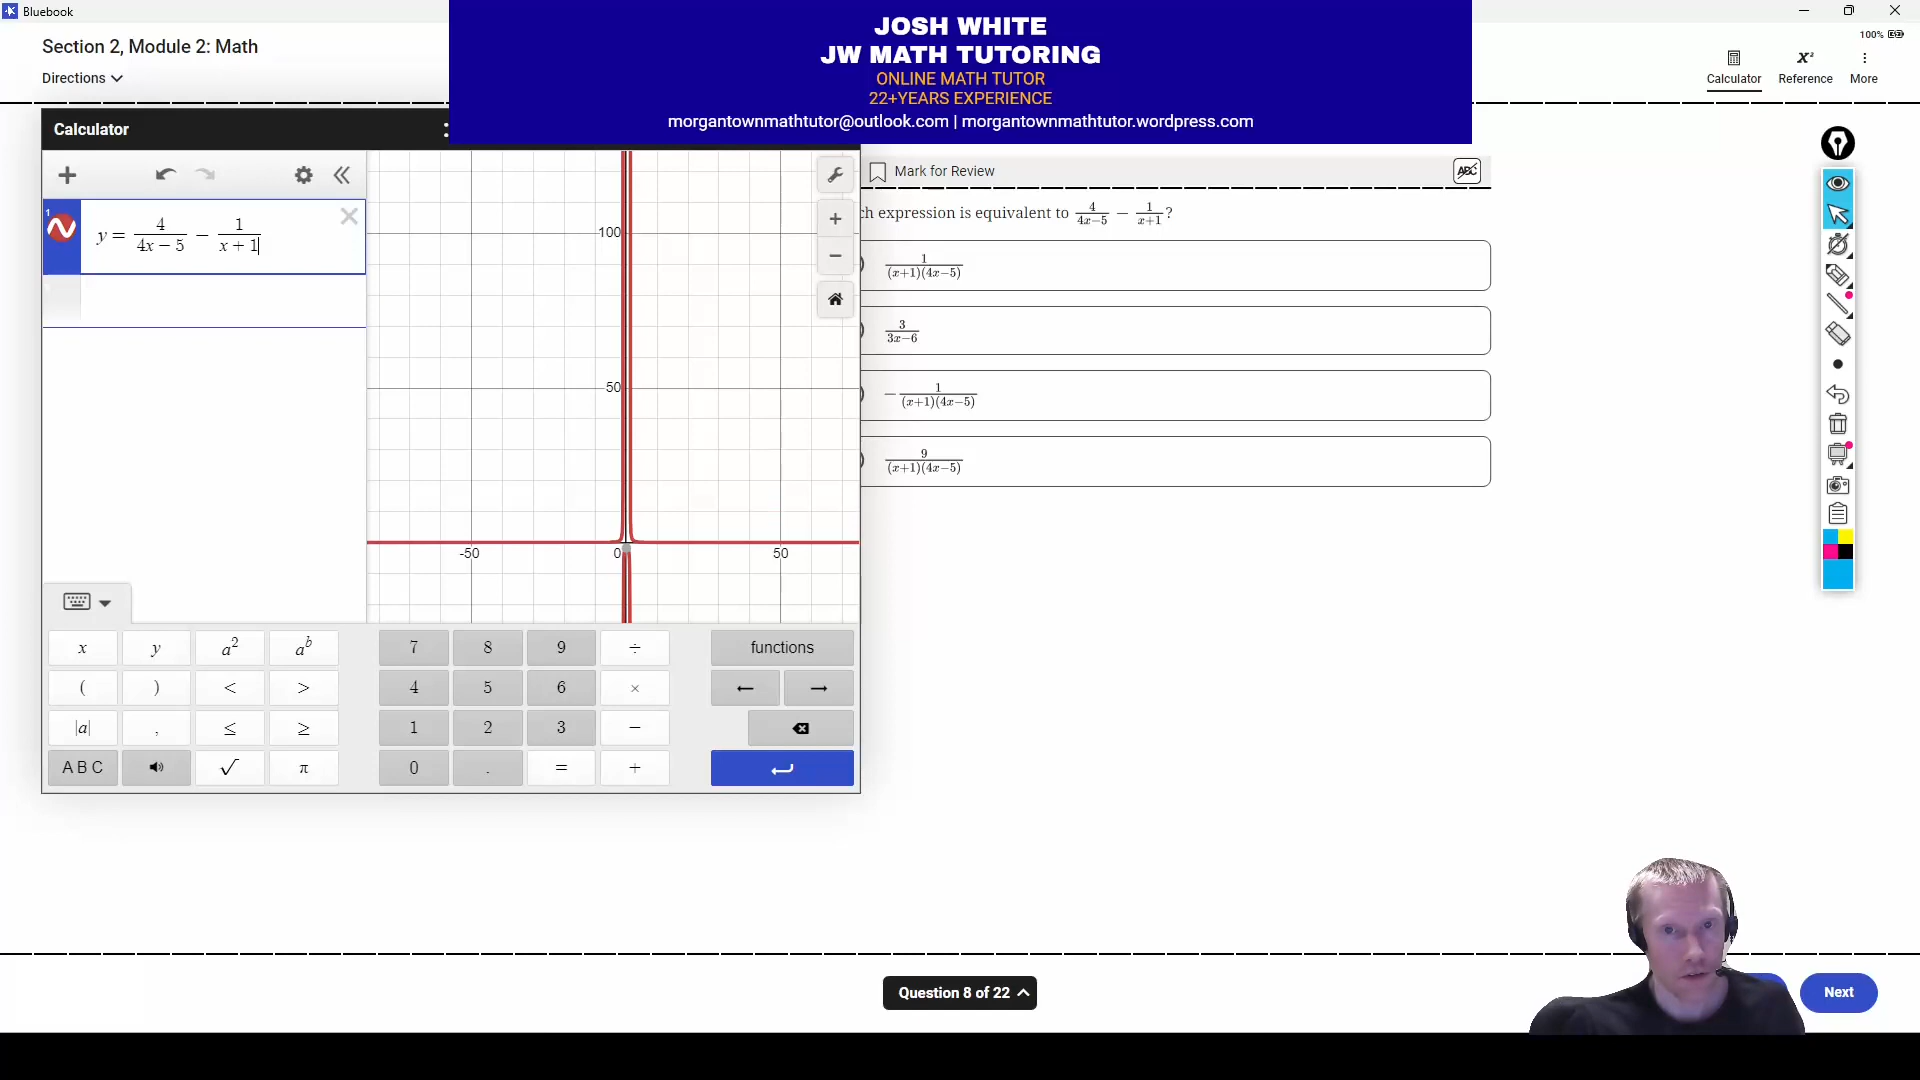 Bluebook
Section 2, Module 2: Math
Directions
JOSH WHITE
JW MATH TUTORING
ONLINE MATH TUTOR
22+YEARS EXPERIENCE
morgantownmathtutor@outlook.com | morgantownmathtutor.wordpress.com
100%
Calculator
Reference
More
Calculator
Mark for Review
ABC
ch expression is equivalent to 4/(4x−5) − 1/(x+1)?
1/((x+1)(4x−5))
3/(3x−6)
−1/((x+1)(4x−5))
9/((x+1)(4x−5))
1
y = 4/(4x − 5) − 1/(x + 1)
100
50
-50
0
50
x y a² aᵇ 7 8 9 ÷ functions
( ) < > 4 5 6 × ← →
|a| , ≤ ≥ 1 2 3 −
A B C √ π 0 . = +
Question 8 of 22
Next